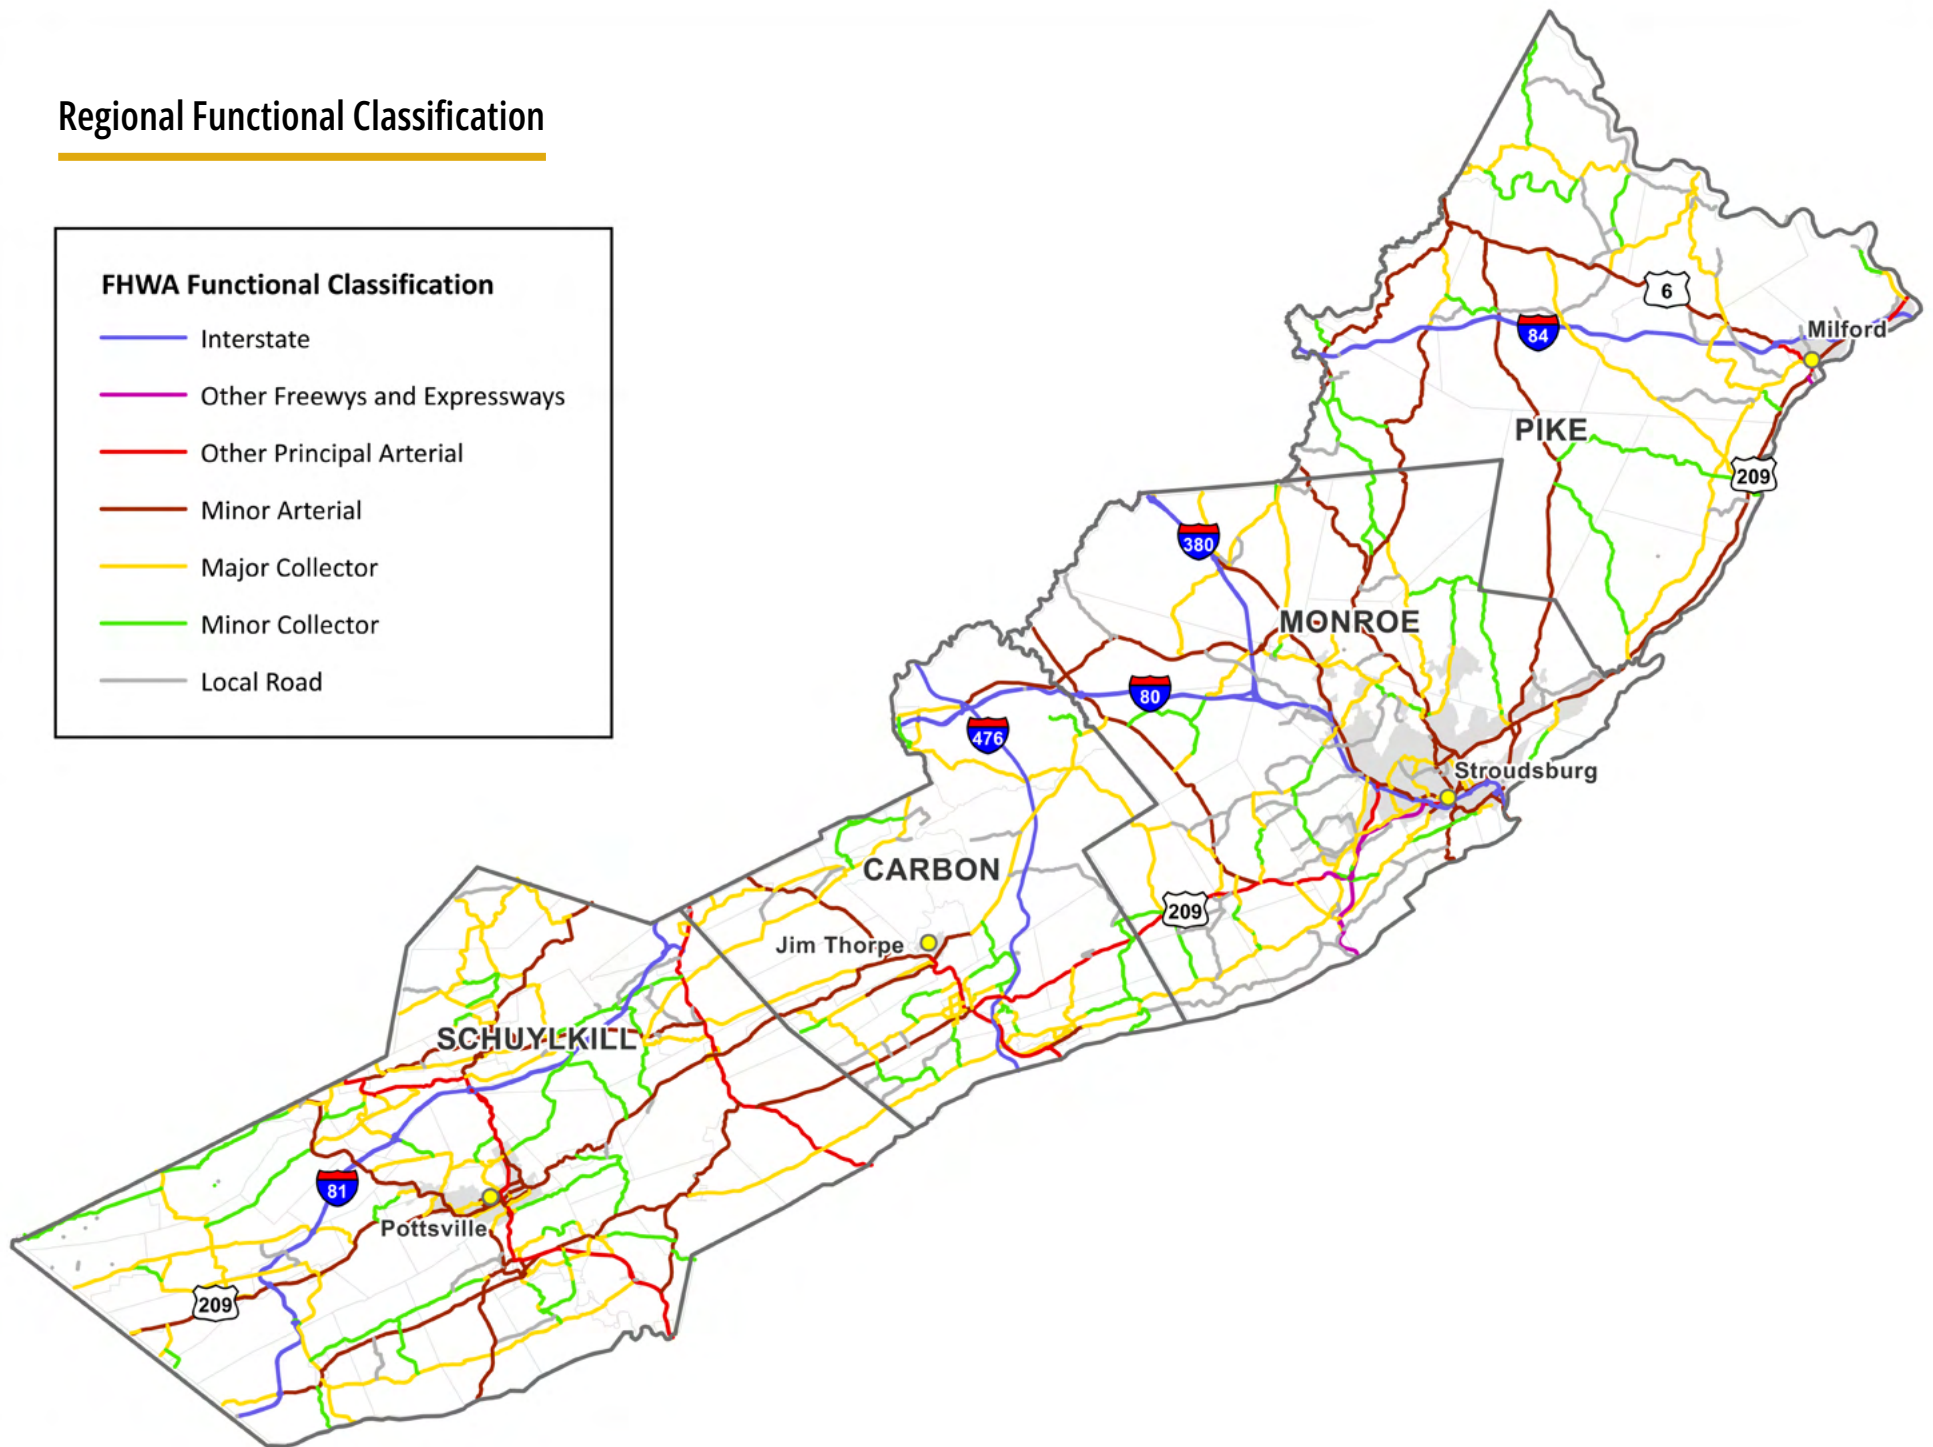 Regional Functional Classification
FHWA Functional Classification
Interstate
Other Freewys and Expressways
Other Principal Arterial
Minor Arterial
Major Collector
Minor Collector
Local Road
6
84
Milford
PIKE
209
380
MONROE
80
476
Stroudsburg
CARBON
209
Jim Thorpe
SCHUYLKILL
81
Pottsville
209